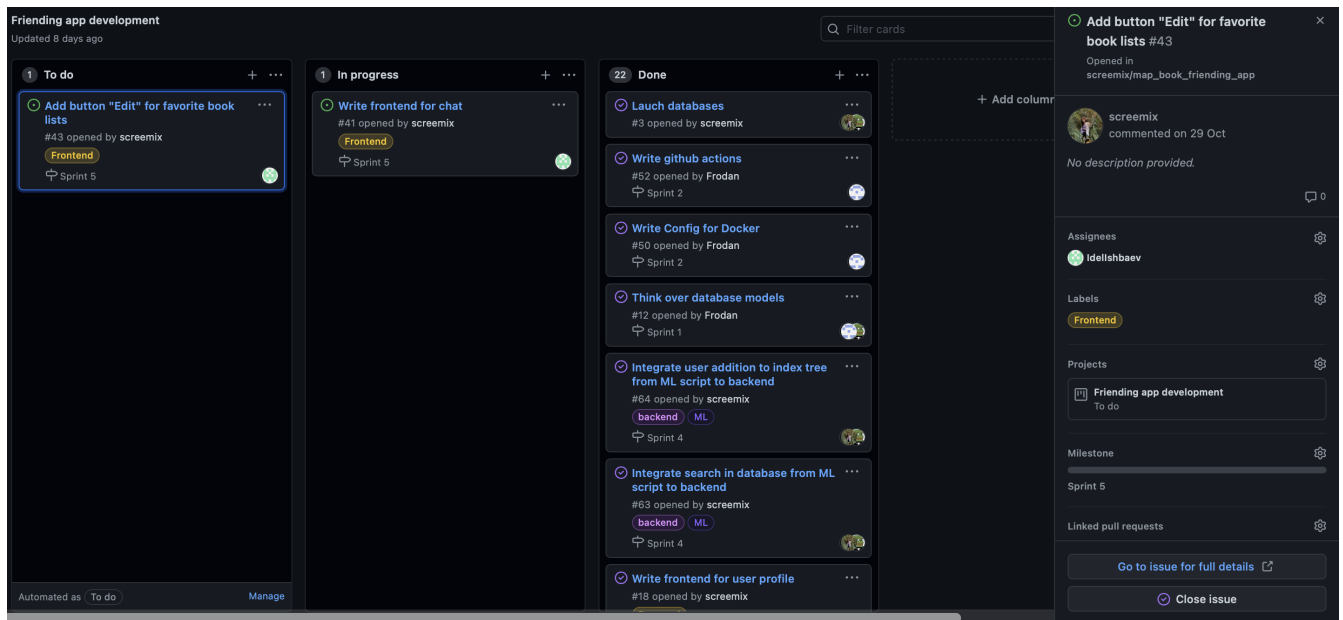 Friending app development
Updated 8 days ago
Filter cards
1 To do
Add button "Edit" for favorite book
lists
#43 opened by screemix
Frontend
Sprint 5
Automated as To do
Manage
1 In progress
Write frontend for chat
#41 opened by screemix
Frontend
Sprint 5
22 Done
Lauch databases
#3 opened by screemix
Write github actions
#52 opened by Frodan
Sprint 2
Write Config for Docker
#50 opened by Frodan
Sprint 2
Think over database models
#12 opened by Frodan
Sprint 1
Integrate user addition to index tree
from ML script to backend
#64 opened by screemix
backend ML
Sprint 4
Integrate search in database from ML
script to backend
#63 opened by screemix
backend ML
Sprint 4
Write frontend for user profile
#18 opened by screemix
+ Add column
Add button "Edit" for favorite
book lists #43
Opened in
screemix/map_book_friending_app
screemix
commented on 29 Oct
No description provided.
0
Assignees
Labels
Frontend
Projects
Friending app development
To do
Milestone
Sprint 5
Linked pull requests
Go to issue for full details
Close issue